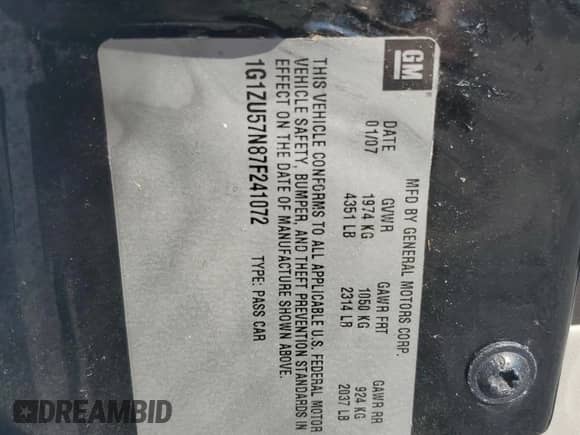 GM
MFD BY GENERAL MOTORS CORP.
DATE GVWR GAWR FRT GAWR RR
01/07 1974 KG 1050 KG 924 KG
4351 LB 2314 LB 2037 LB
THIS VEHICLE CONFORMS TO ALL APPLICABLE U.S. FEDERAL MOTOR
VEHICLE SAFETY, BUMPER, AND THEFT PREVENTION STANDARDS IN
EFFECT ON THE DATE OF MANUFACTURE SHOWN ABOVE.
1G1ZU57N87F241072 TYPE: PASS CAR
DREAMBID